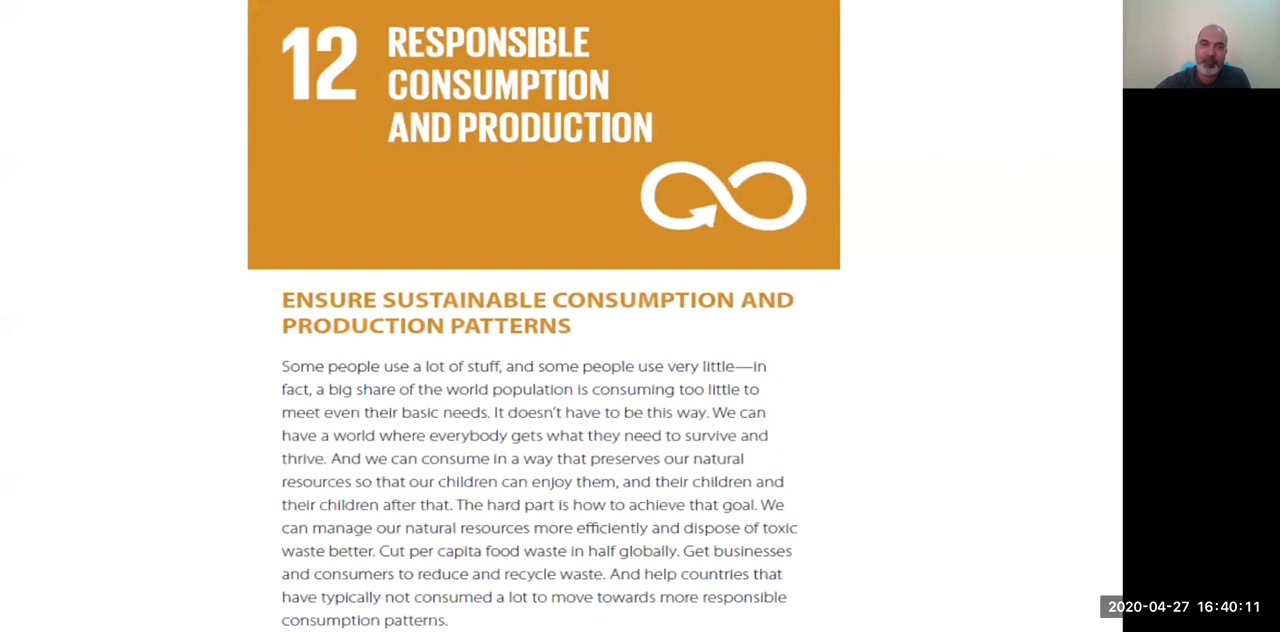 12
RESPONSIBLE
CONSUMPTION
AND PRODUCTION
ENSURE SUSTAINABLE CONSUMPTION AND
PRODUCTION PATTERNS
Some people use a lot of stuff, and some people use very little—in
fact, a big share of the world population is consuming too little to
meet even their basic needs. It doesn’t have to be this way. We can
have a world where everybody gets what they need to survive and
thrive. And we can consume in a way that preserves our natural
resources so that our children can enjoy them, and their children and
their children after that. The hard part is how to achieve that goal. We
can manage our natural resources more efficiently and dispose of toxic
waste better. Cut per capita food waste in half globally. Get businesses
and consumers to reduce and recycle waste. And help countries that
have typically not consumed a lot to move towards more responsible
consumption patterns.
2020-04-27 16:40:11